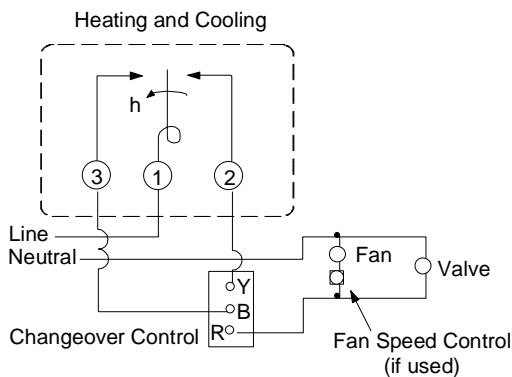 Heating and Cooling
h
3
1
2
Line
Neutral
Fan
Valve
Y
B
R
Changeover Control
Fan Speed Control
(if used)